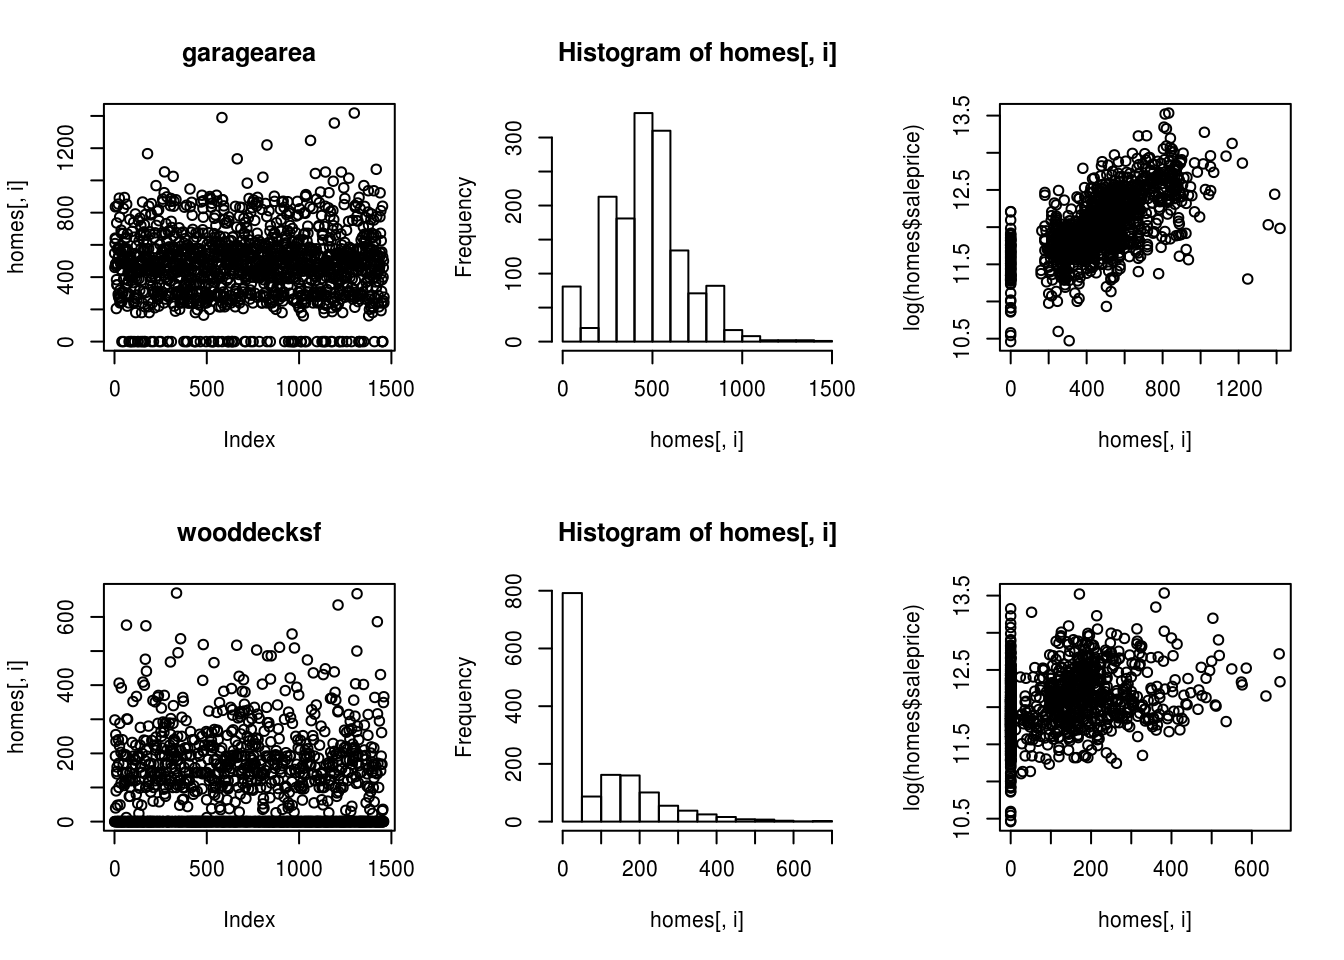 garagearea
homes[, i]
0 400 800 1200
0 500 1000 1500
Index
Histogram of homes[, i]
Frequency
0 100 200 300
0 500 1000 1500
homes[, i]
log(homes$saleprice)
10.5 11.5 12.5 13.5
0 400 800 1200
homes[, i]
wooddecksf
homes[, i]
0 200 400 600
0 500 1000 1500
Index
Histogram of homes[, i]
Frequency
0 200 400 600 800
0 200 400 600
homes[, i]
log(homes$saleprice)
10.5 11.5 12.5 13.5
0 200 400 600
homes[, i]